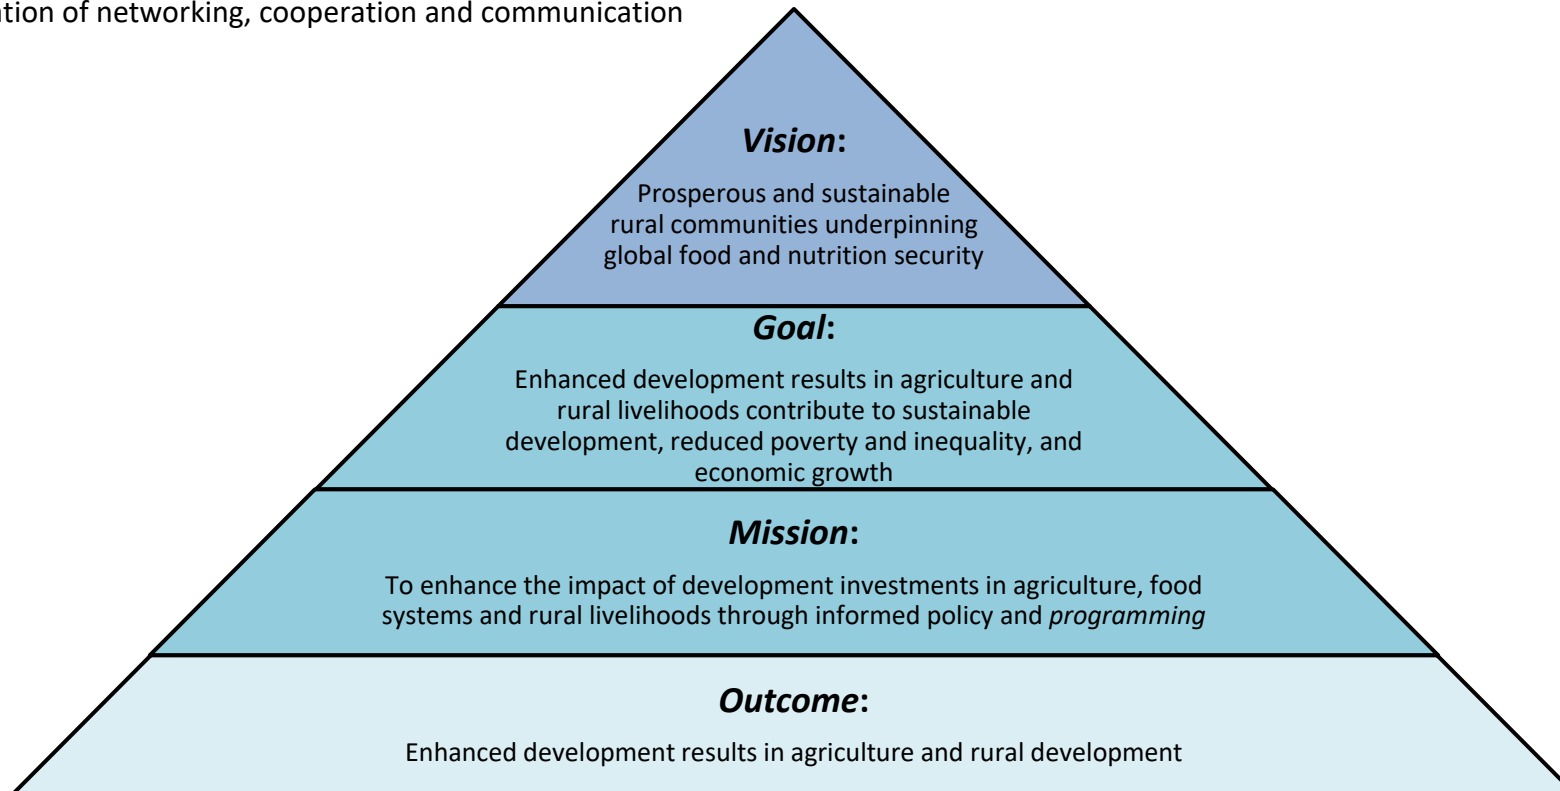 of networking, cooperation and communication
Vision:
Prosperous and sustainable
rural communities underpinning
global food and nutrition security
Goal:
Enhanced development results in agriculture and
rural livelihoods contribute to sustainable
development, reduced poverty and inequality, and
economic growth
Mission:
To enhance the impact of development investments in agriculture, food
systems and rural livelihoods through informed policy and programming
Outcome:
Enhanced development results in agriculture and rural development